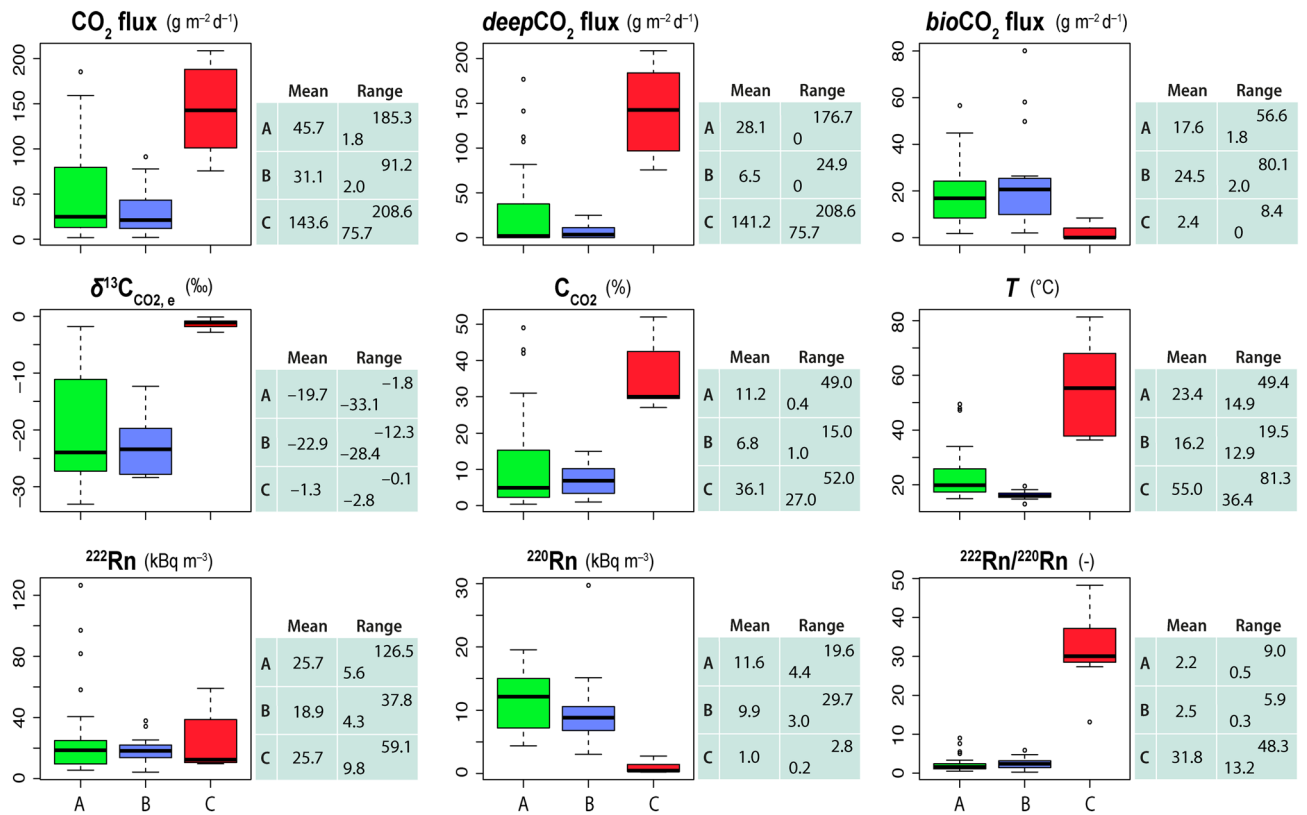 CO2 flux (g m–2 d–1)
200
150
100
50
0
Mean Range
A 45.7 185.3
1.8
B 31.1 91.2
2.0
C 143.6 208.6
75.7
deepCO2 flux (g m–2 d–1)
200
150
100
50
0
Mean Range
A 28.1 176.7
0
B 6.5 24.9
0
C 141.2 208.6
75.7
bioCO2 flux (g m–2 d–1)
80
60
40
20
0
Mean Range
A 17.6 56.6
1.8
B 24.5 80.1
2.0
C 2.4 8.4
0
δ13CCO2, e (‰)
0
–10
–20
–30
Mean Range
A –19.7 –1.8
–33.1
B –22.9 –12.3
–28.4
C –1.3 –0.1
–2.8
CCO2 (%)
50
40
30
20
10
0
Mean Range
A 11.2 49.0
0.4
B 6.8 15.0
1.0
C 36.1 52.0
27.0
T (°C)
80
60
40
20
Mean Range
A 23.4 49.4
14.9
B 16.2 19.5
12.9
C 55.0 81.3
36.4
222Rn (kBq m–3)
120
80
40
0
A B C
Mean Range
A 25.7 126.5
5.6
B 18.9 37.8
4.3
C 25.7 59.1
9.8
220Rn (kBq m–3)
30
20
10
0
A B C
Mean Range
A 11.6 19.6
4.4
B 9.9 29.7
3.0
C 1.0 2.8
0.2
222Rn/220Rn (-)
50
40
30
20
10
0
A B C
Mean Range
A 2.2 9.0
0.5
B 2.5 5.9
0.3
C 31.8 48.3
13.2